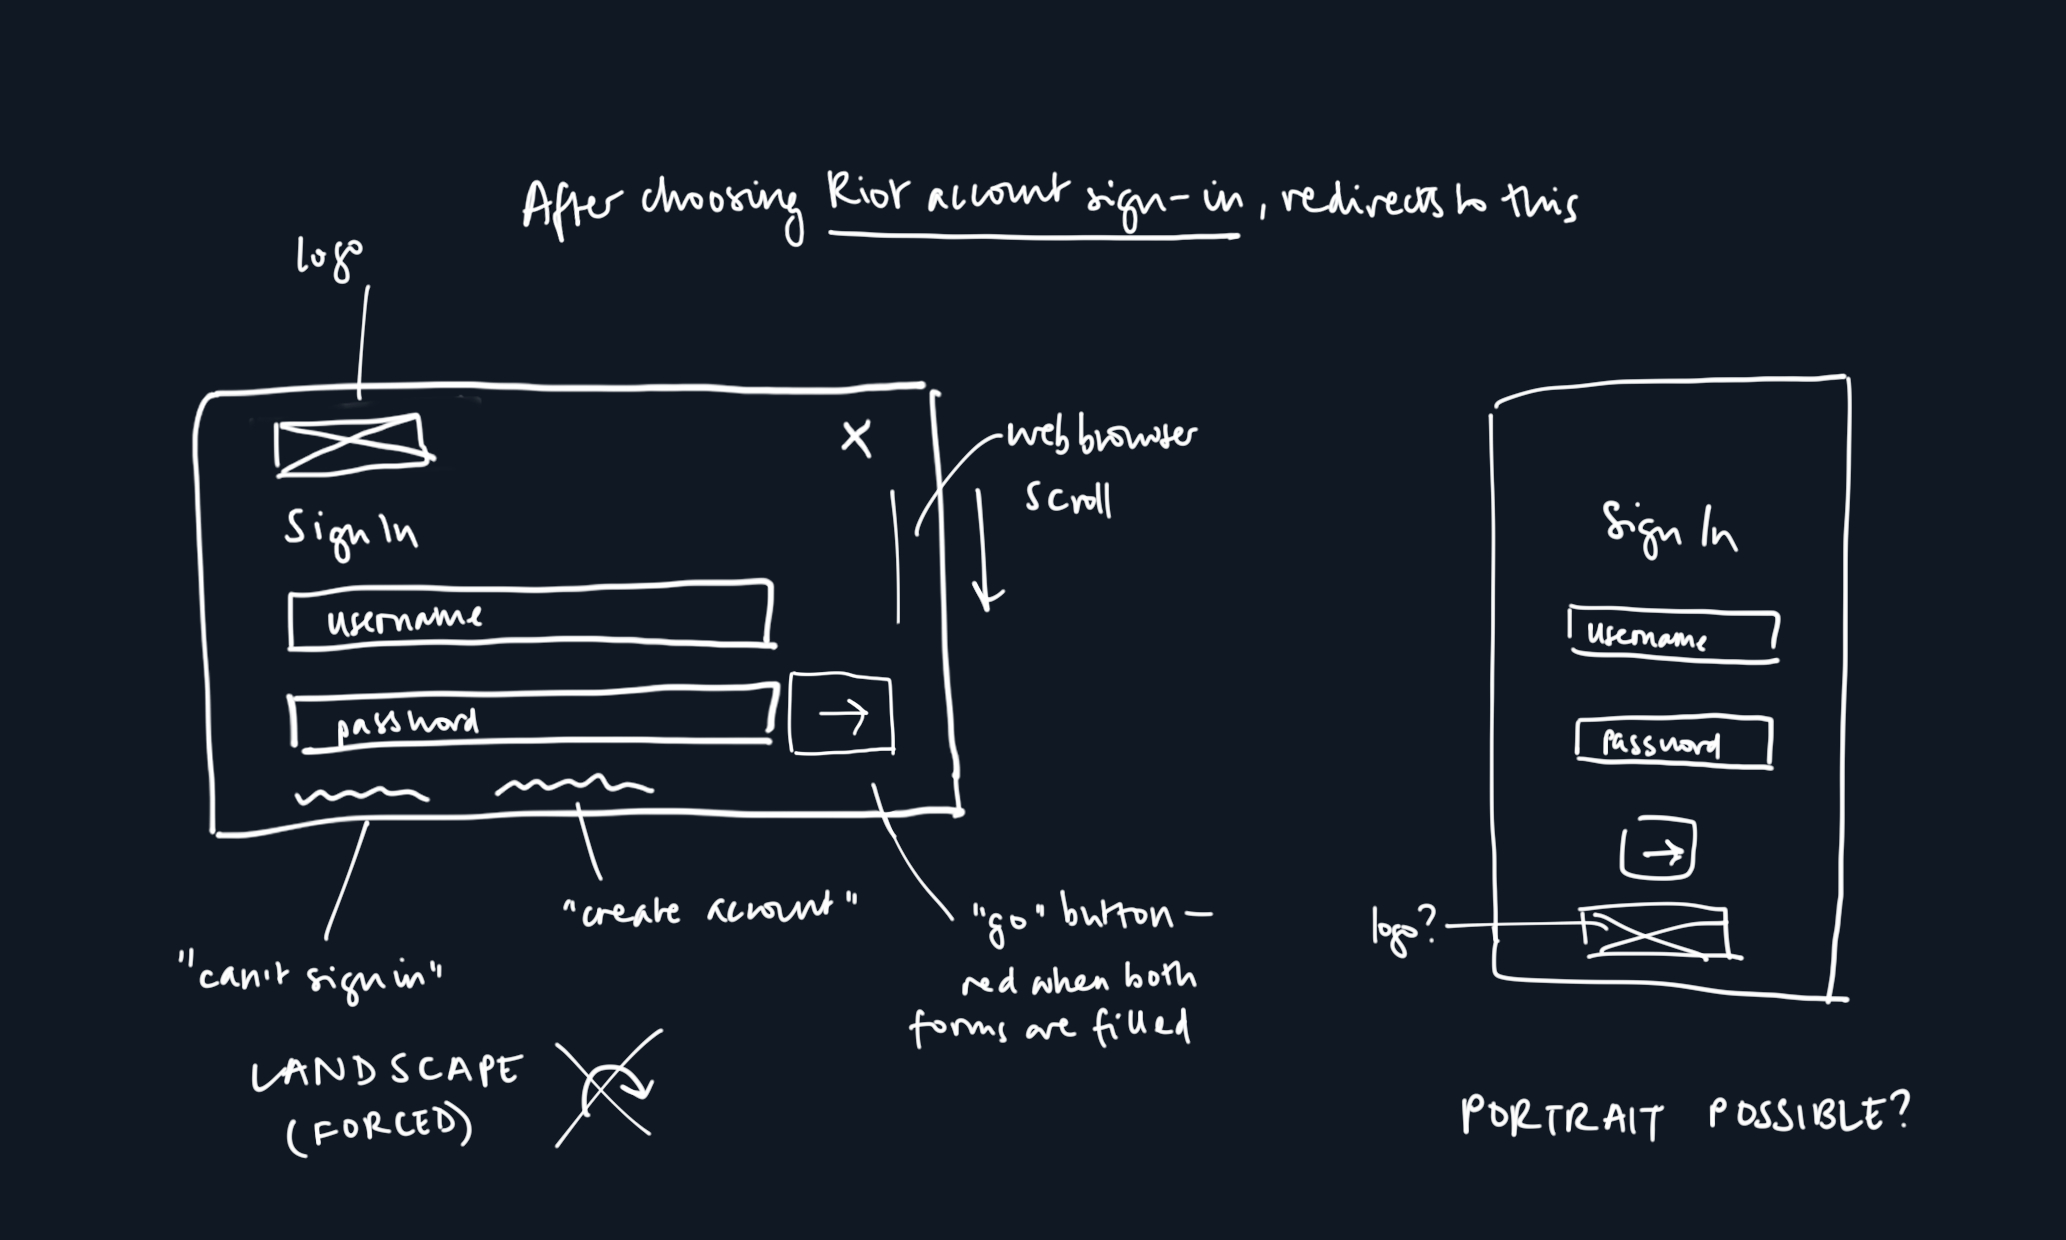 After choosing Riot account sign-in, redirects to this
logo
X
Sign In
username
password
→
web browser
scroll
"can't sign in"
"create account"
"go" button —
red when both
forms are filled
LANDSCAPE
(FORCED)
Sign In
username
password
→
logo?
PORTRAIT POSSIBLE?